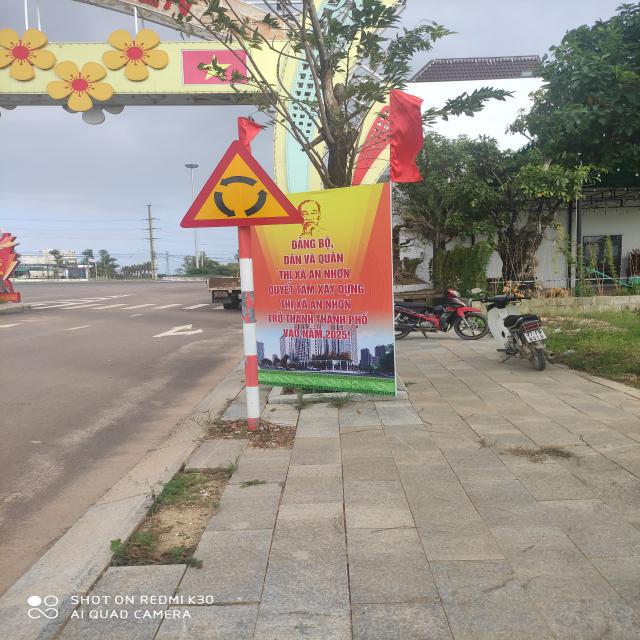 ĐẢNG BỘ,
DÂN VÀ QUÂN
THỊ XÃ AN NHƠN
QUYẾT TÂM XÂY DỰNG
THỊ XÃ AN NHƠN
TRỞ THÀNH THÀNH PHỐ
VÀO NĂM 2025!
SHOT ON REDMI K30
AI QUAD CAMERA